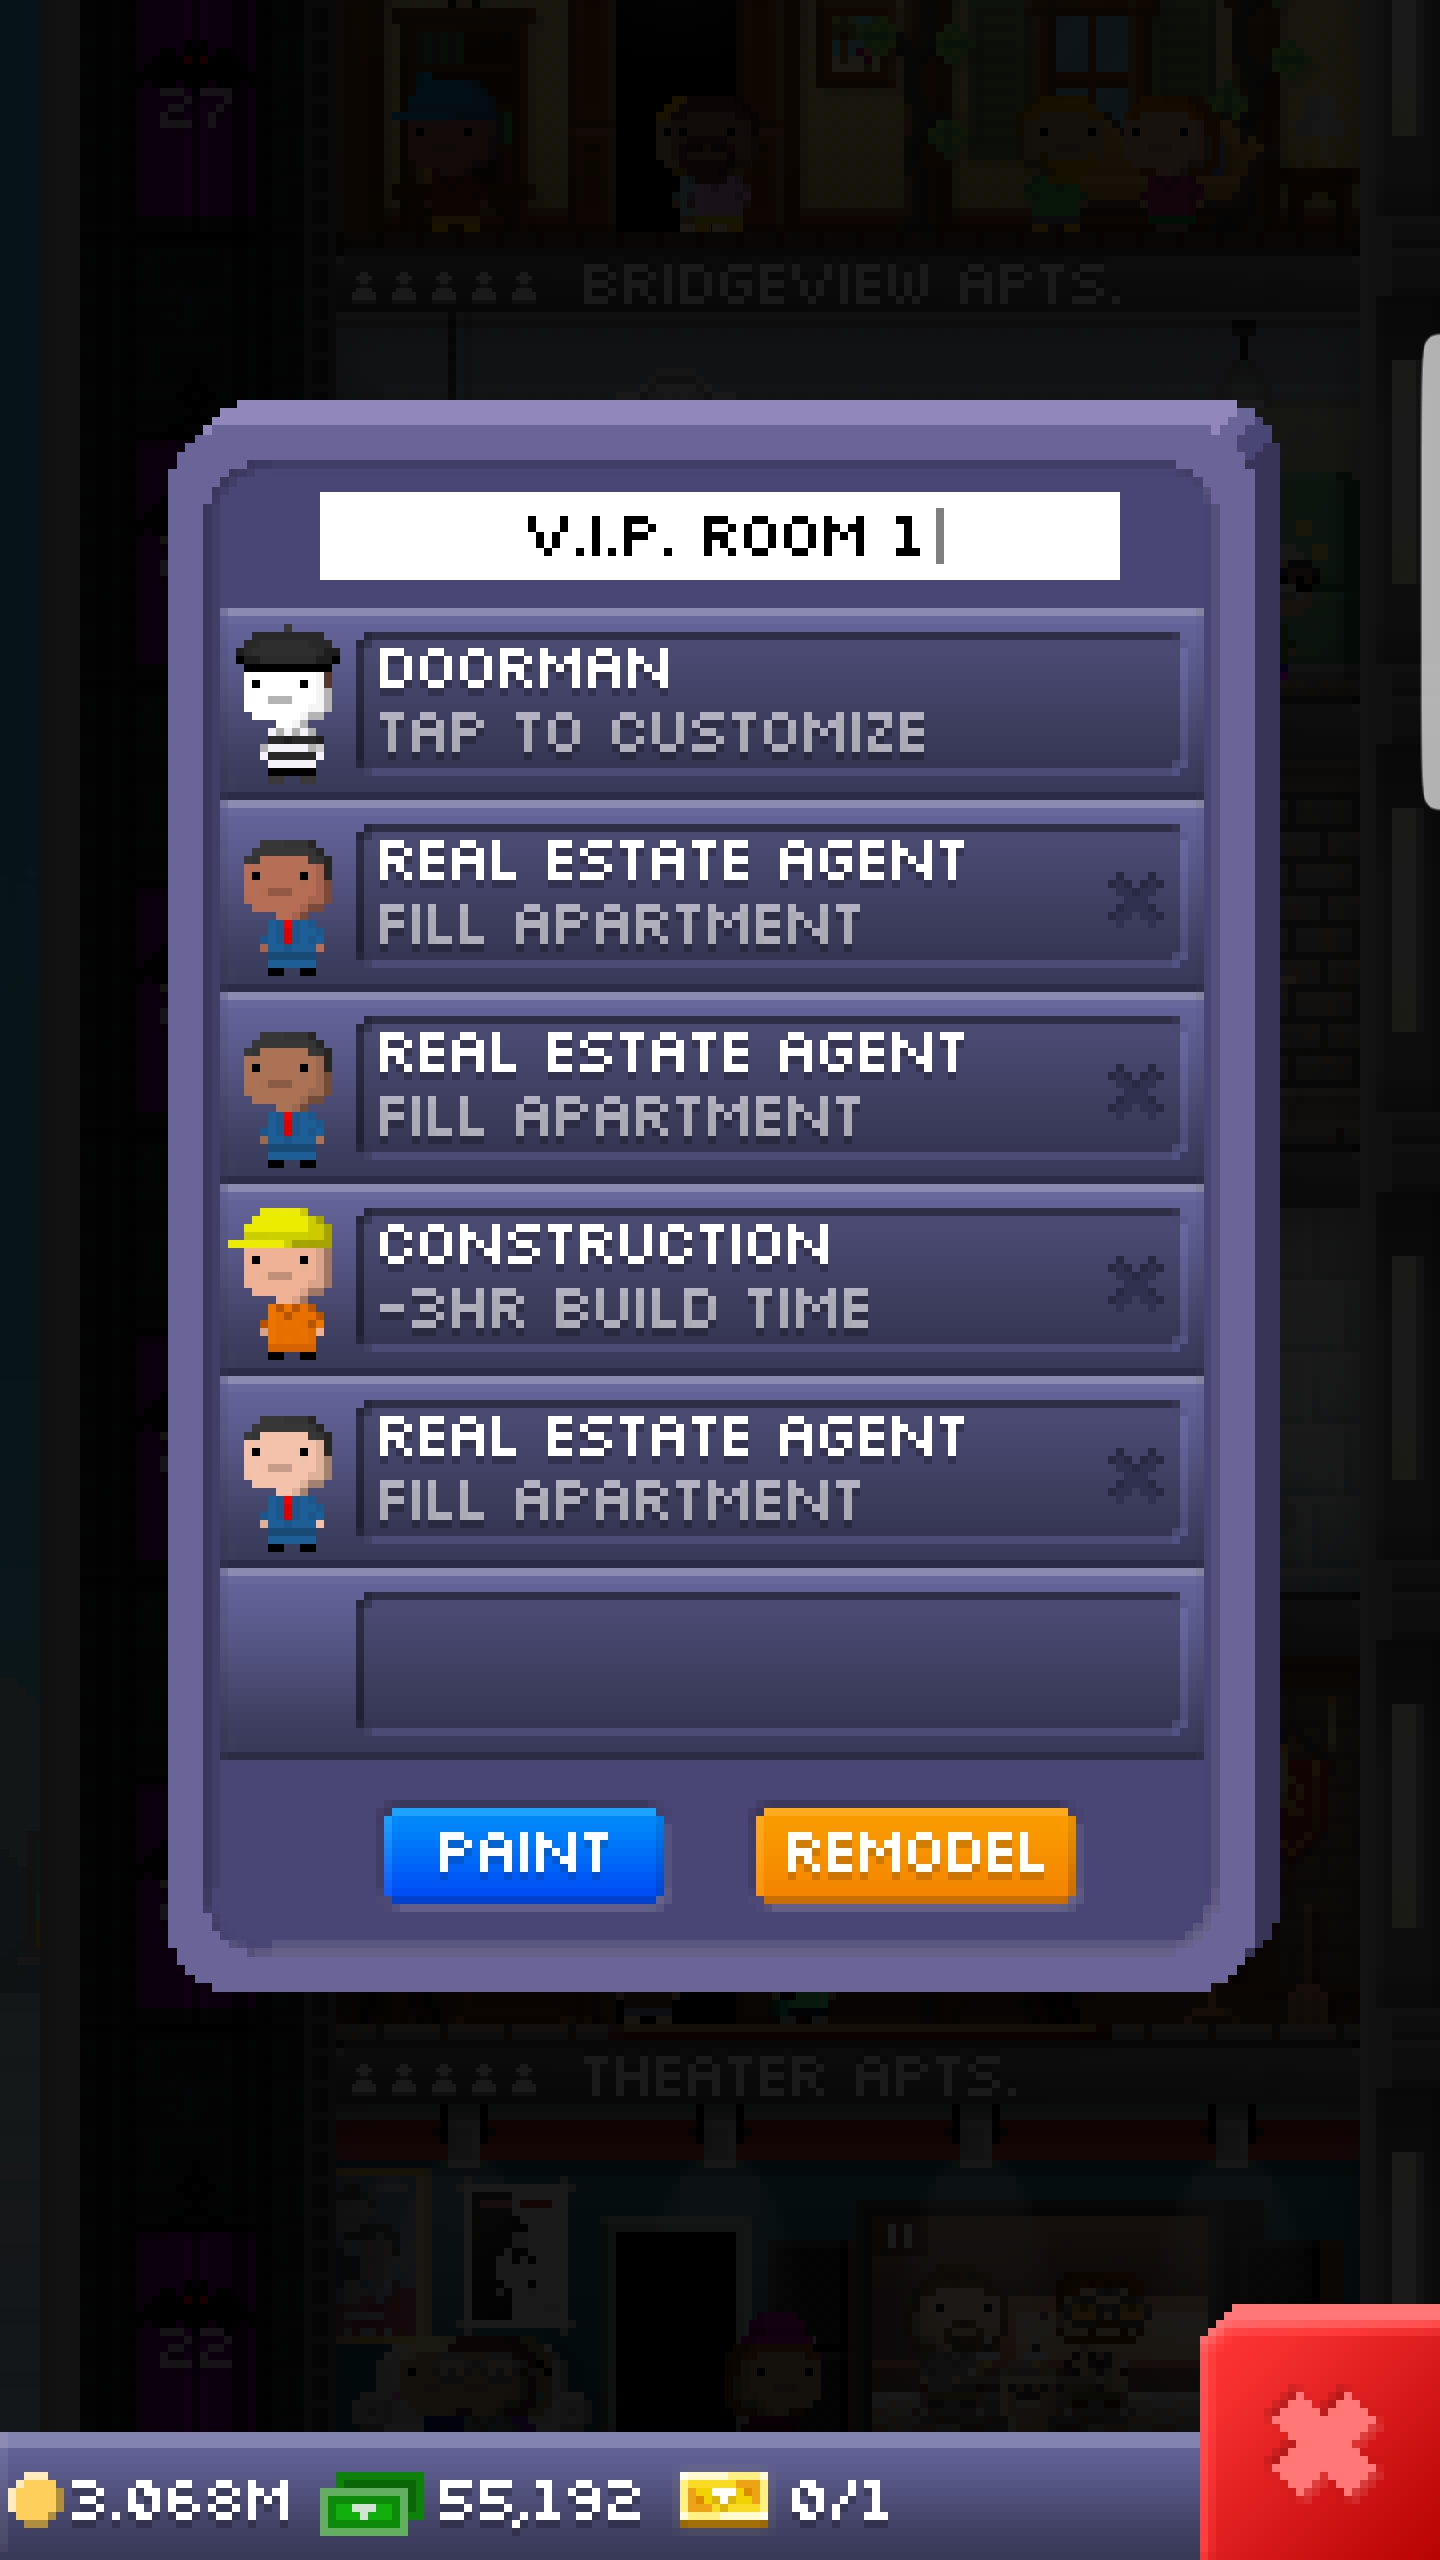 27
BRIDGEVIEW APTS.
V.I.P. ROOM 1
DOORMAN
TAP TO CUSTOMIZE
REAL ESTATE AGENT
FILL APARTMENT
REAL ESTATE AGENT
FILL APARTMENT
CONSTRUCTION
-3HR BUILD TIME
REAL ESTATE AGENT
FILL APARTMENT
PAINT REMODEL
THEATER APTS.
22
3.068M 55,192 0/1